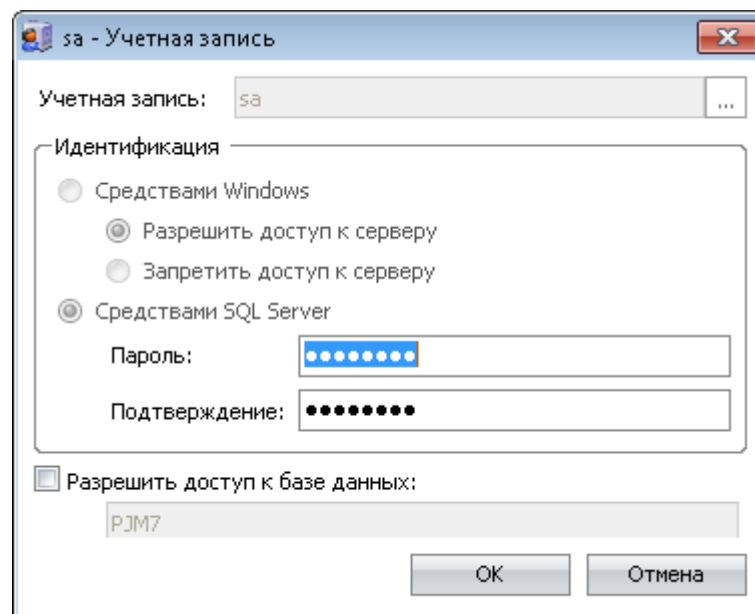 sa - Учетная запись
Учетная запись: sa ...
Идентификация
Средствами Windows
Разрешить доступ к серверу
Запретить доступ к серверу
Средствами SQL Server
Пароль: ●●●●●●●●
Подтверждение: ●●●●●●●●
Разрешить доступ к базе данных:
PJM7
OK Отмена